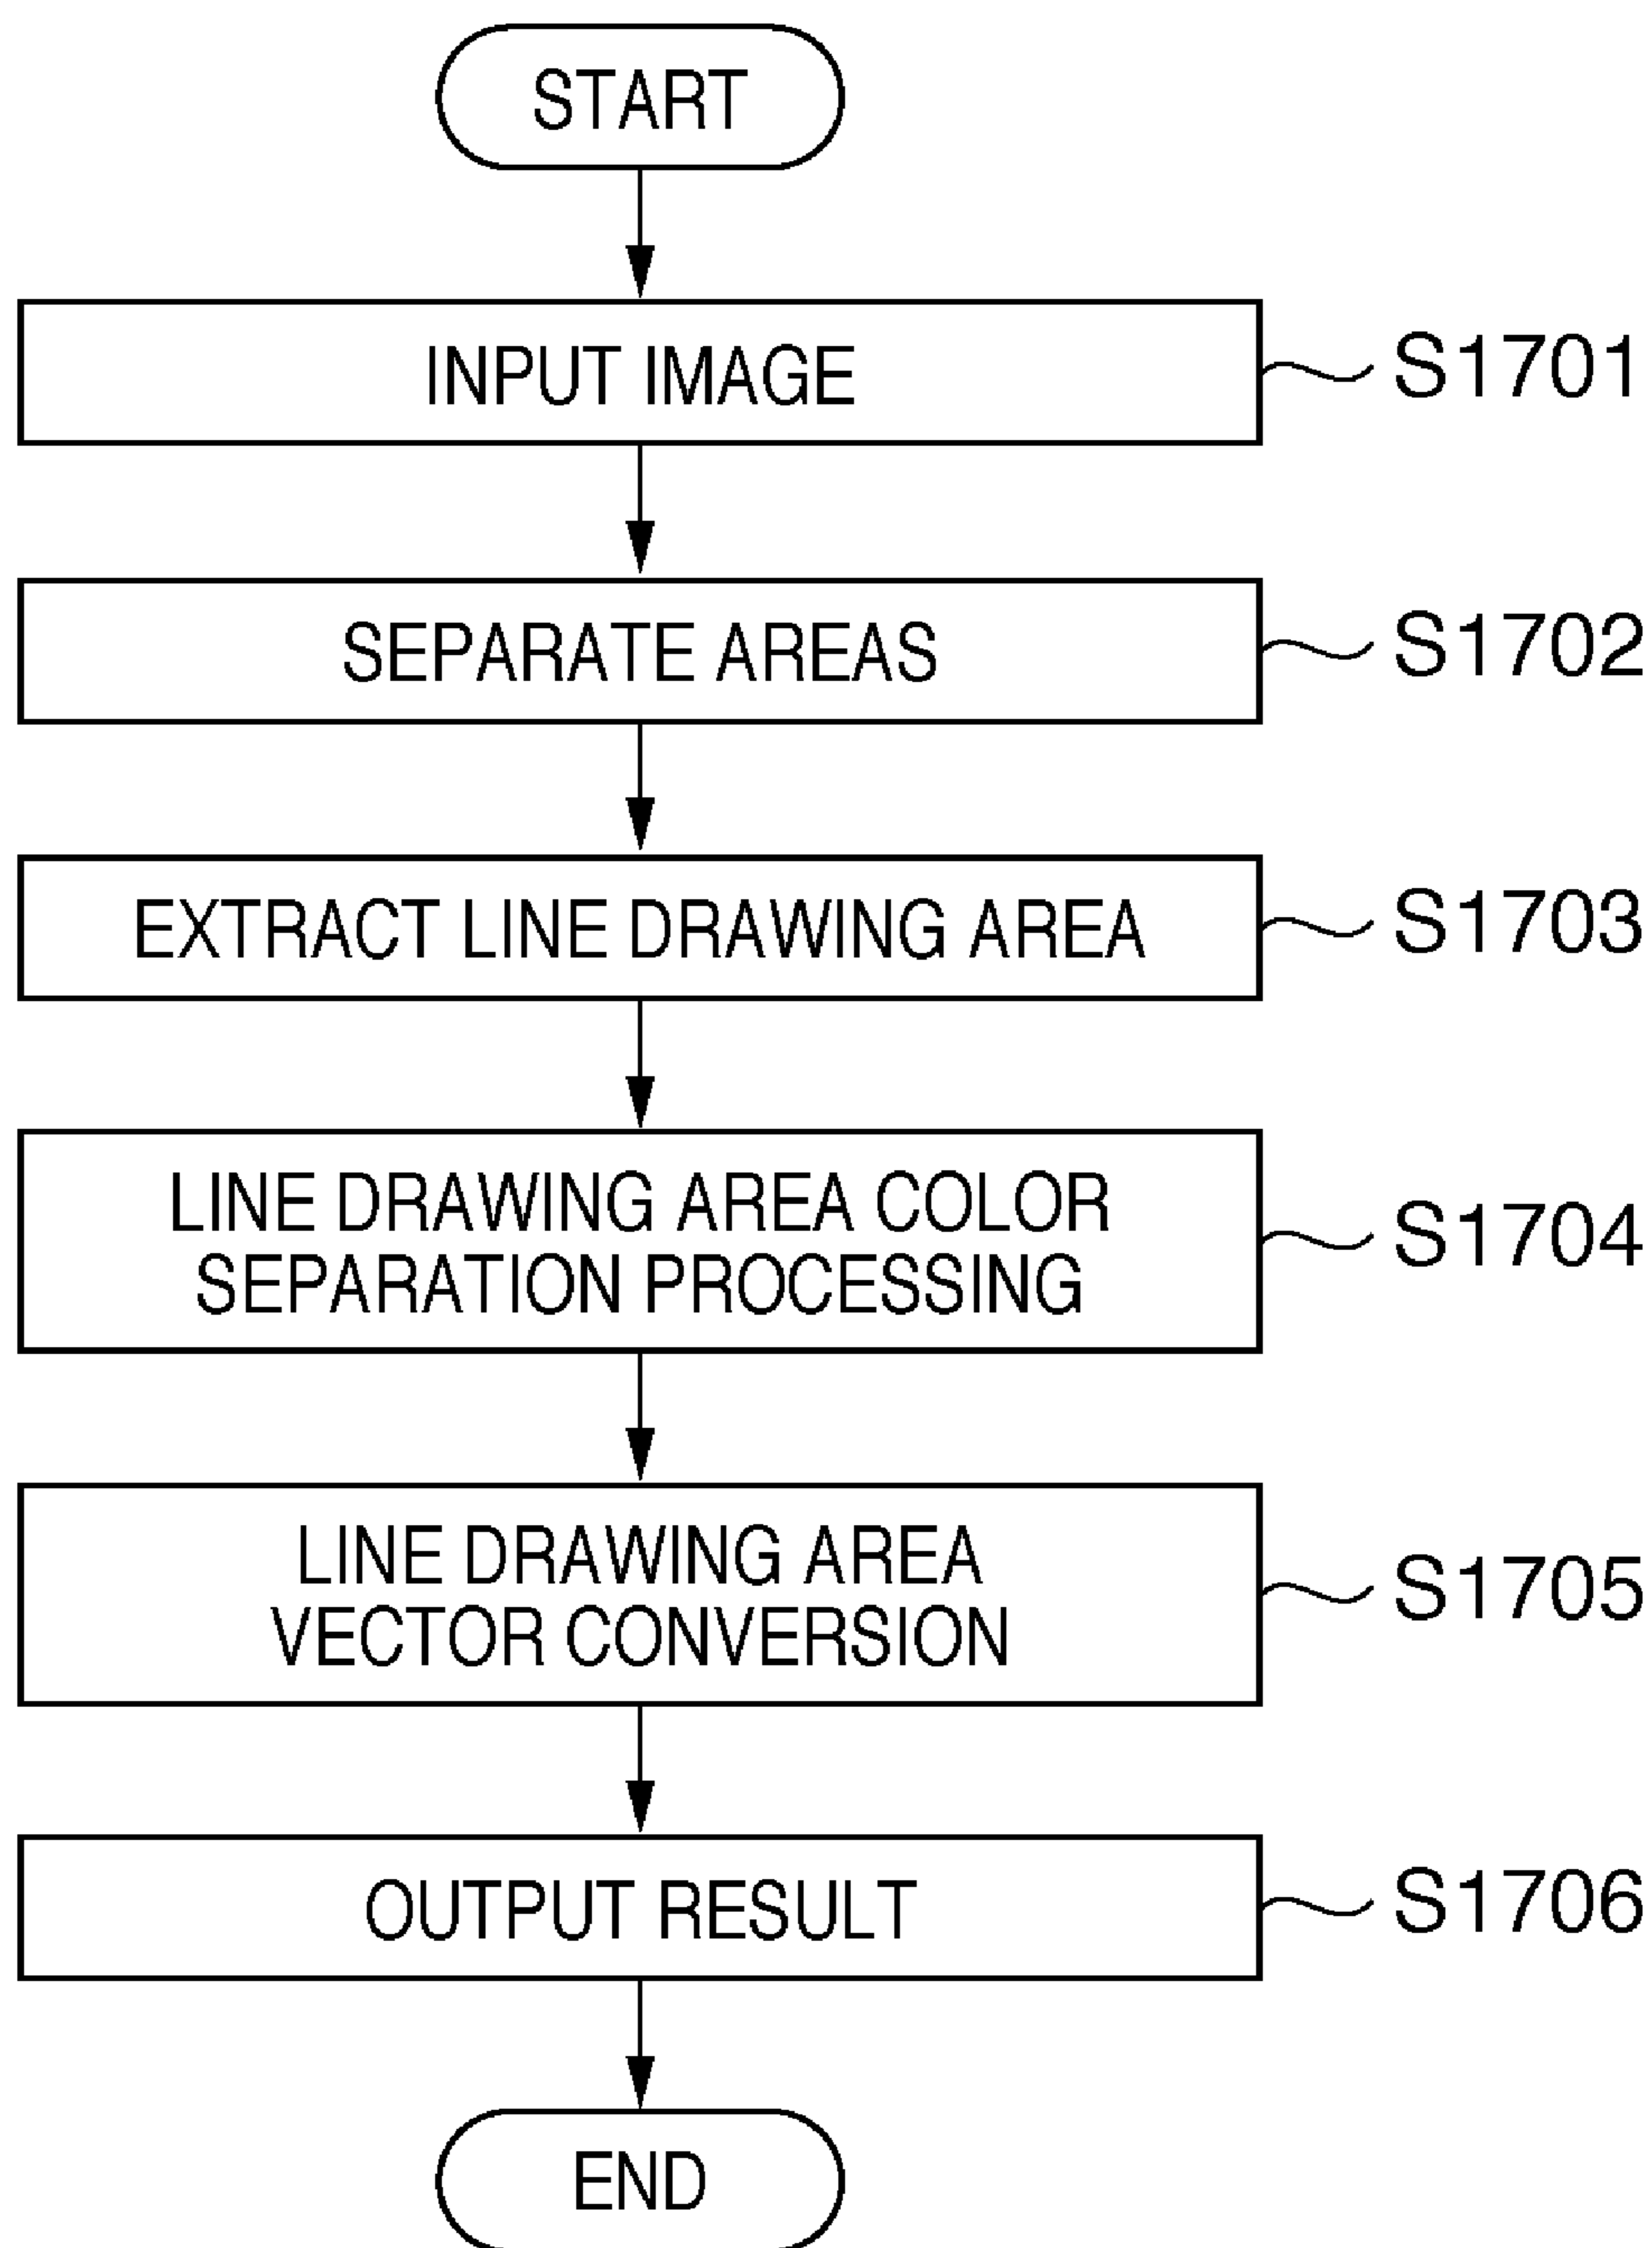 START
INPUT IMAGE
S1701
SEPARATE AREAS
S1702
EXTRACT LINE DRAWING AREA
S1703
LINE DRAWING AREA COLOR
SEPARATION PROCESSING
S1704
LINE DRAWING AREA
VECTOR CONVERSION
S1705
OUTPUT RESULT
S1706
END